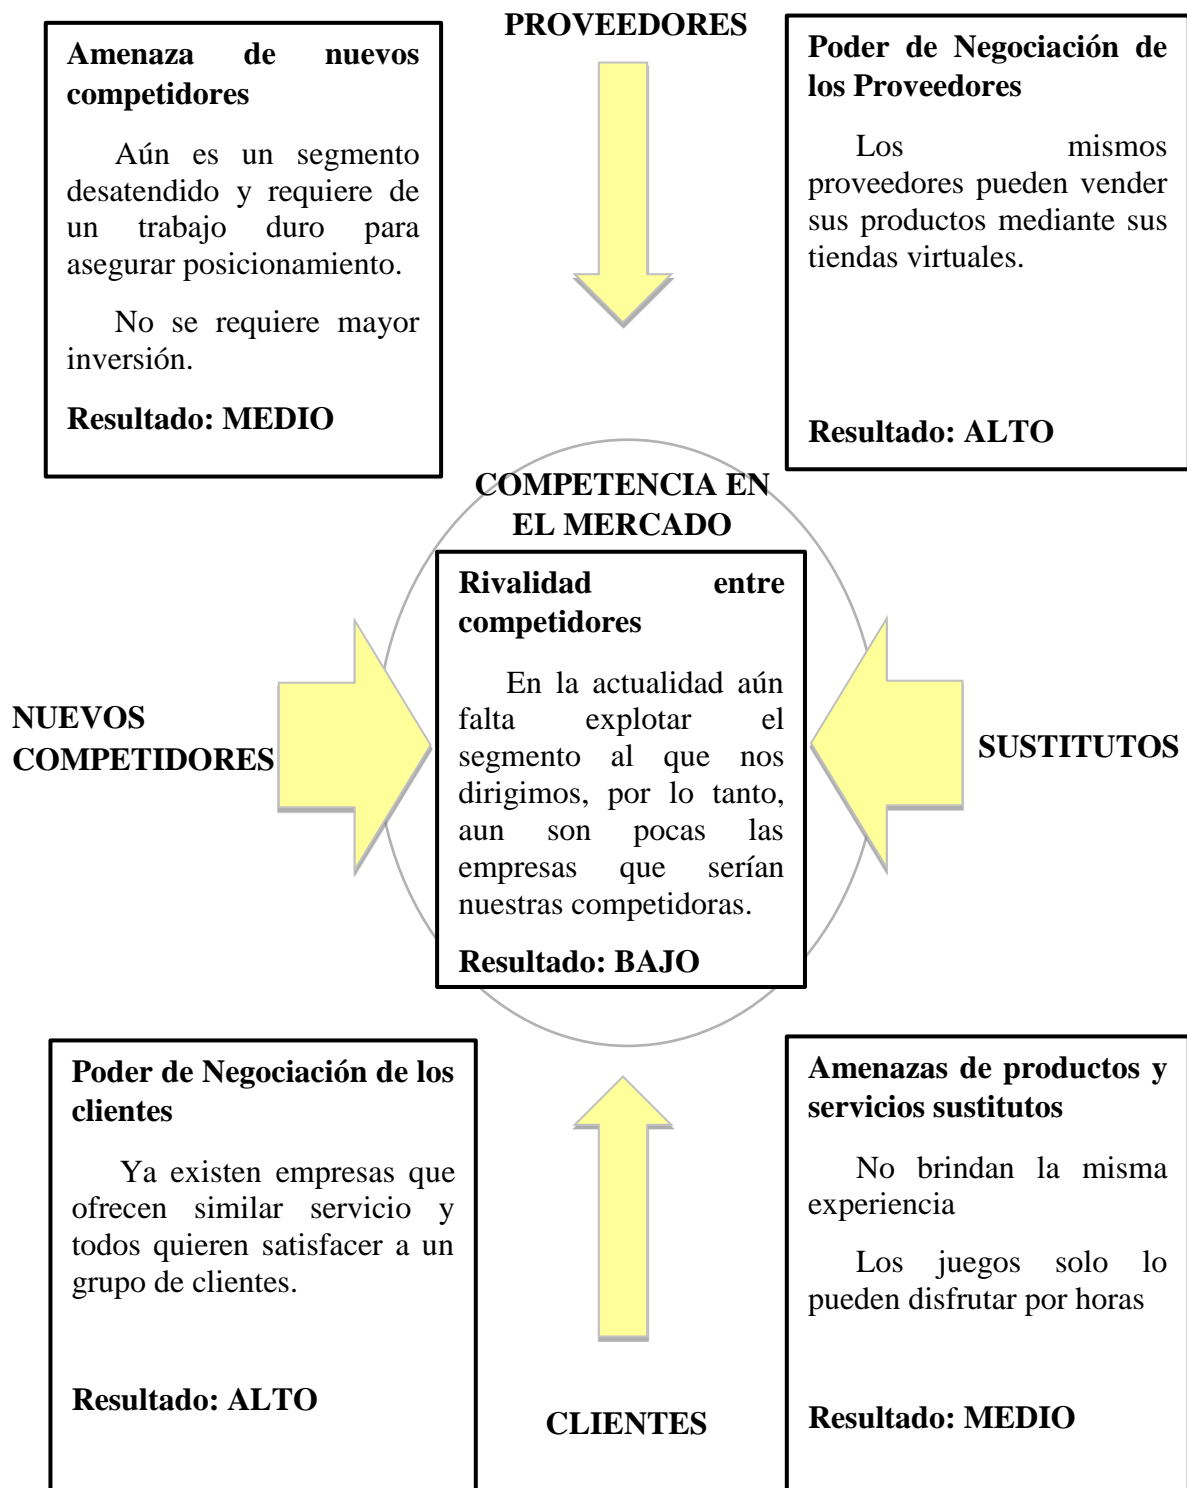 PROVEEDORES
Amenaza de nuevos
competidores
Aún es un segmento
desatendido y requiere de
un trabajo duro para
asegurar posicionamiento.
No se requiere mayor
inversión.
Resultado: MEDIO
Poder de Negociación de
los Proveedores
Los mismos
proveedores pueden vender
sus productos mediante sus
tiendas virtuales.
Resultado: ALTO
COMPETENCIA EN
EL MERCADO
Rivalidad entre
competidores
En la actualidad aún
falta explotar el
segmento al que nos
dirigimos, por lo tanto,
aun son pocas las
empresas que serían
nuestras competidoras.
Resultado: BAJO
NUEVOS
COMPETIDORES
SUSTITUTOS
Poder de Negociación de los
clientes
Ya existen empresas que
ofrecen similar servicio y
todos quieren satisfacer a un
grupo de clientes.
Resultado: ALTO
CLIENTES
Amenazas de productos y
servicios sustitutos
No brindan la misma
experiencia
Los juegos solo lo
pueden disfrutar por horas
Resultado: MEDIO